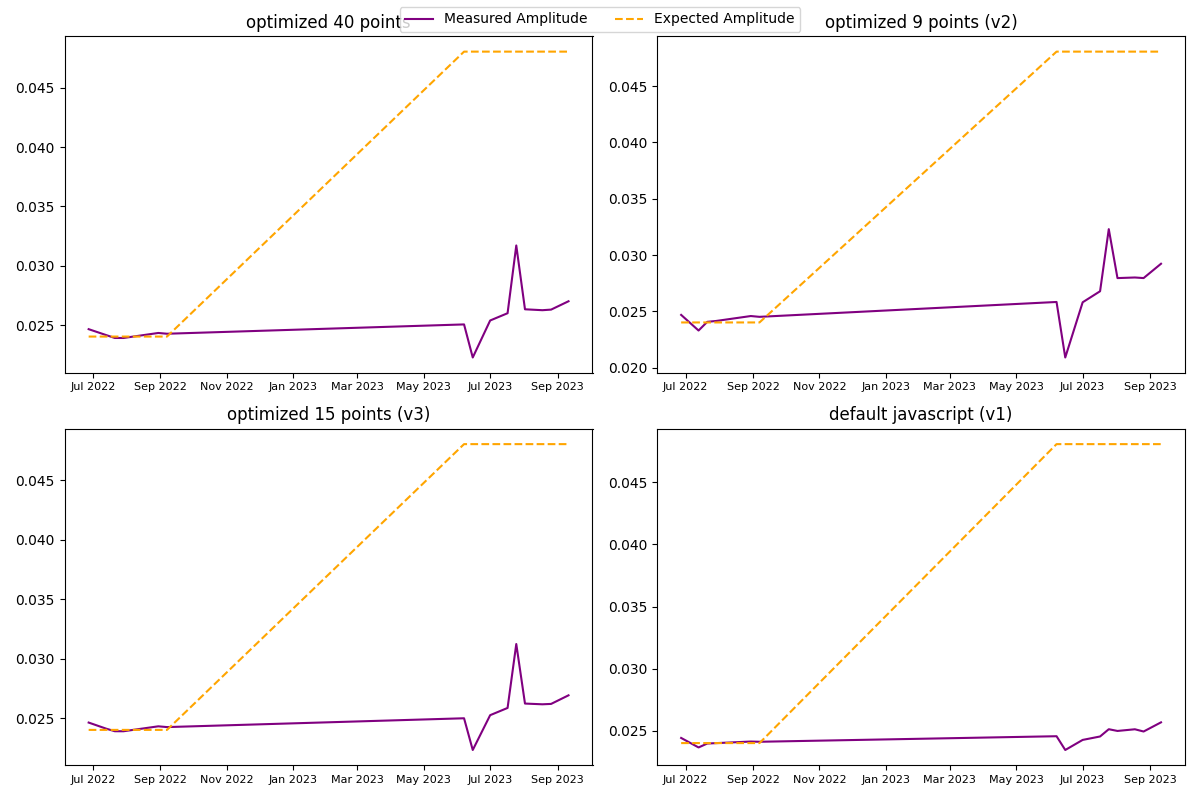 Measured Amplitude Expected Amplitude
optimized 40 points
0.045
0.040
0.035
0.030
0.025
Jul 2022 Sep 2022 Nov 2022 Jan 2023 Mar 2023 May 2023 Jul 2023 Sep 2023
optimized 9 points (v2)
0.045
0.040
0.035
0.030
0.025
0.020
Jul 2022 Sep 2022 Nov 2022 Jan 2023 Mar 2023 May 2023 Jul 2023 Sep 2023
optimized 15 points (v3)
0.045
0.040
0.035
0.030
0.025
Jul 2022 Sep 2022 Nov 2022 Jan 2023 Mar 2023 May 2023 Jul 2023 Sep 2023
default javascript (v1)
0.045
0.040
0.035
0.030
0.025
Jul 2022 Sep 2022 Nov 2022 Jan 2023 Mar 2023 May 2023 Jul 2023 Sep 2023